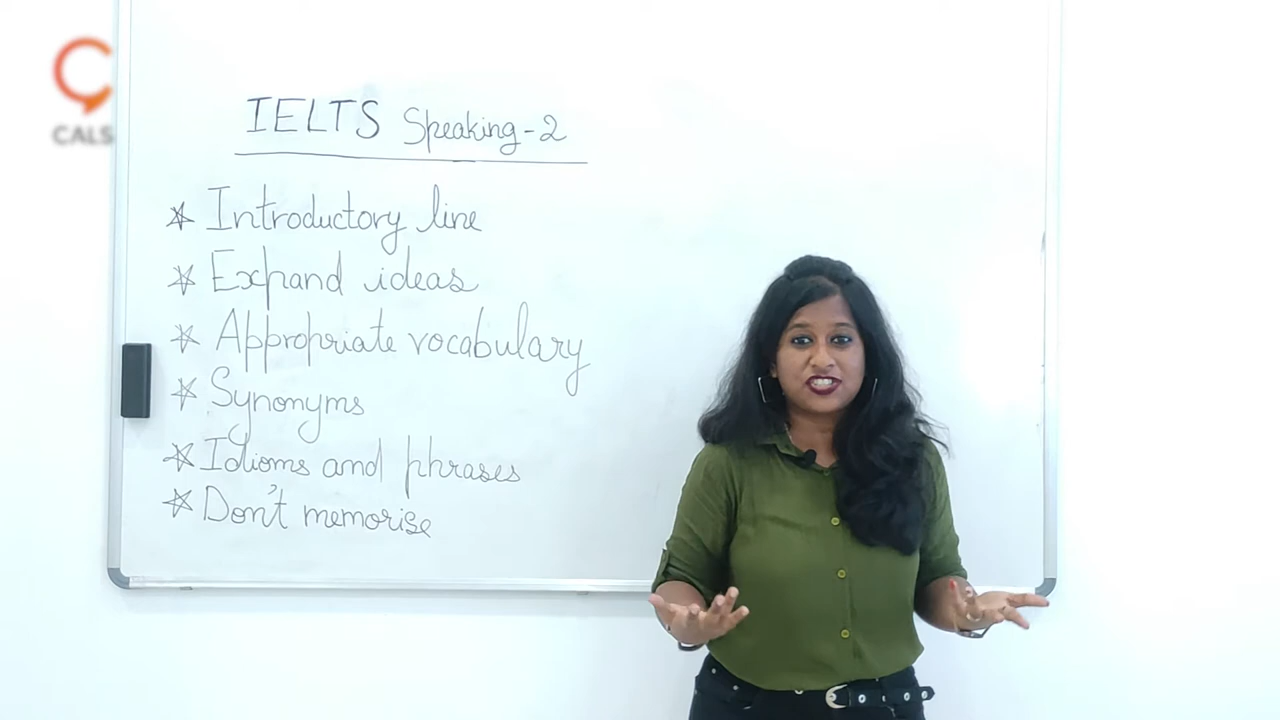 CALS
IELTS Speaking-2
Introductory line
Expand ideas
Appropriate vocabulary
Synonyms
Idioms and phrases
Don't memorise